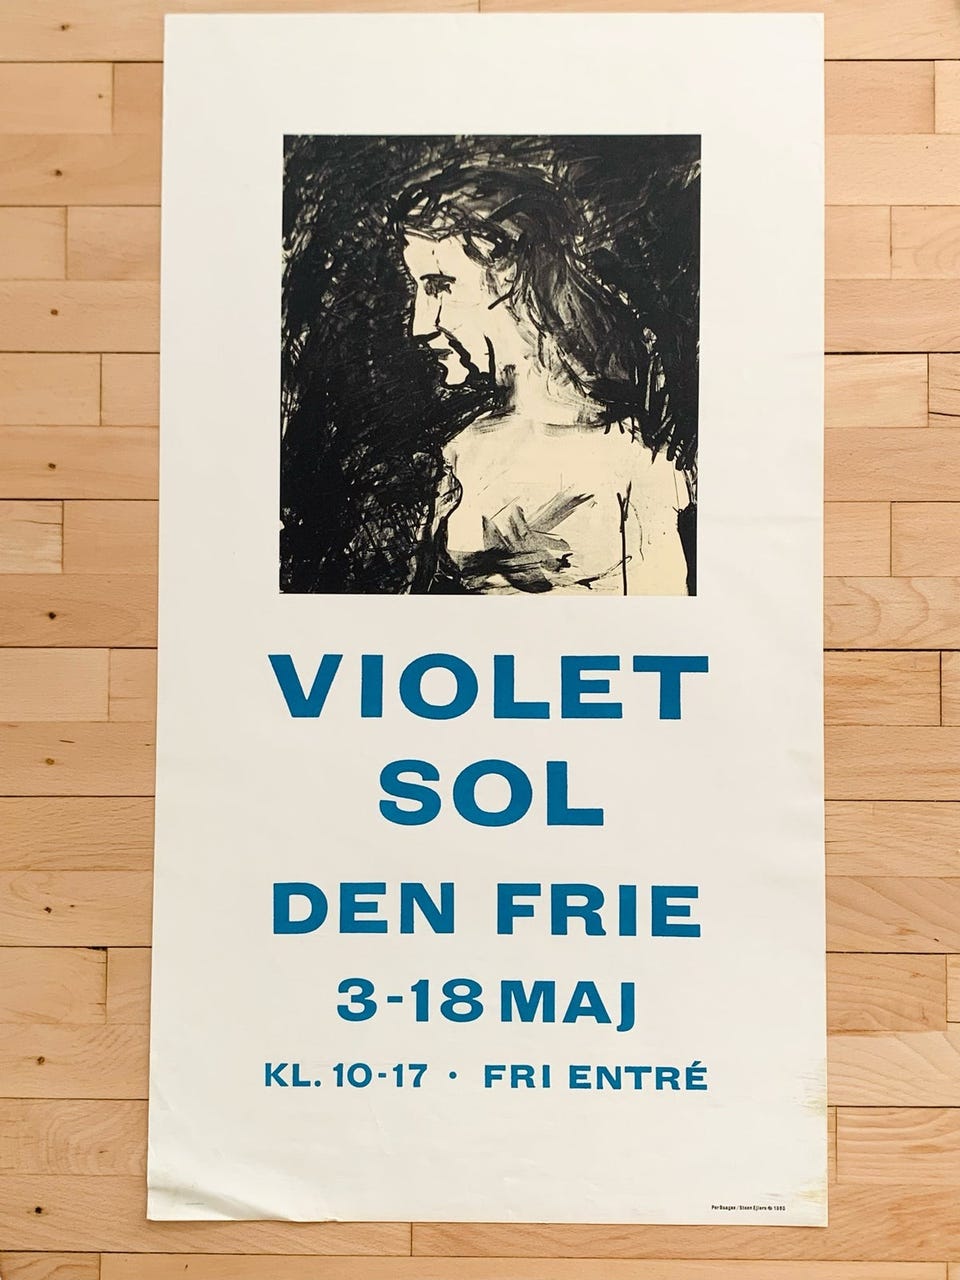 VIOLET
SOL
DEN FRIE
3-18 MAJ
KL. 10-17 · FRI ENTRÉ